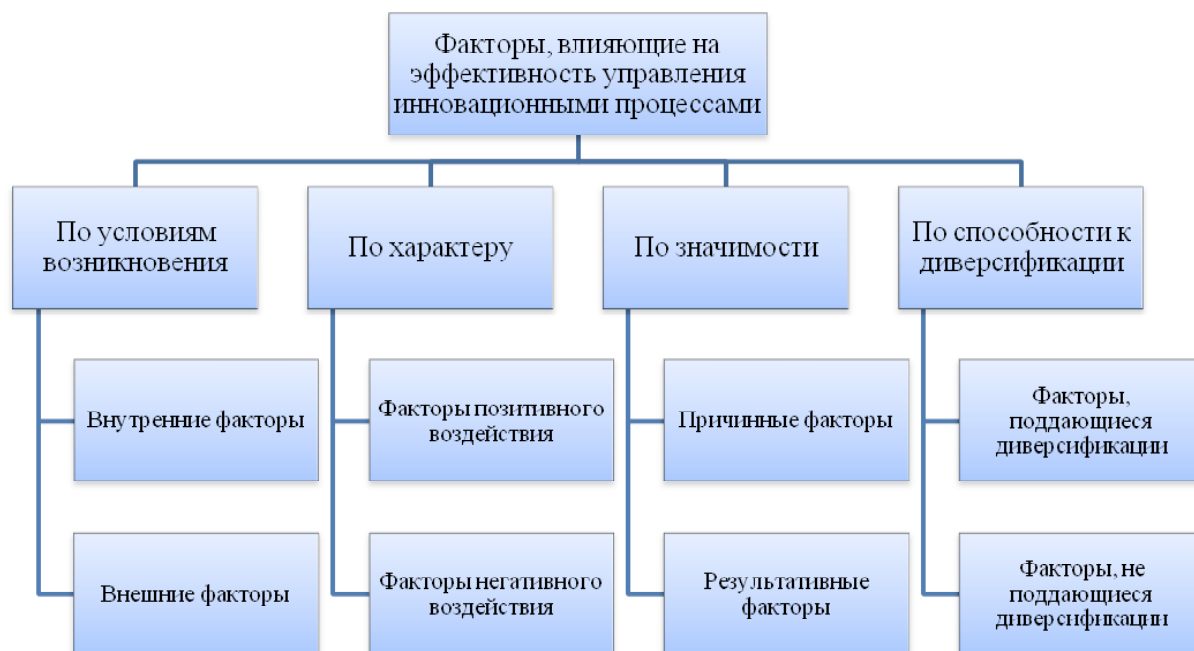 Факторы, влияющие на
эффективность управления
инновационными процессами
По условиям
возникновения
По характеру
По значимости
По способности к
диверсификации
Внутренние факторы
Факторы позитивного
воздействия
Причинные факторы
Факторы,
поддающиеся
диверсификации
Внешние факторы
Факторы негативного
воздействия
Результативные
факторы
Факторы, не
поддающиеся
диверсификации